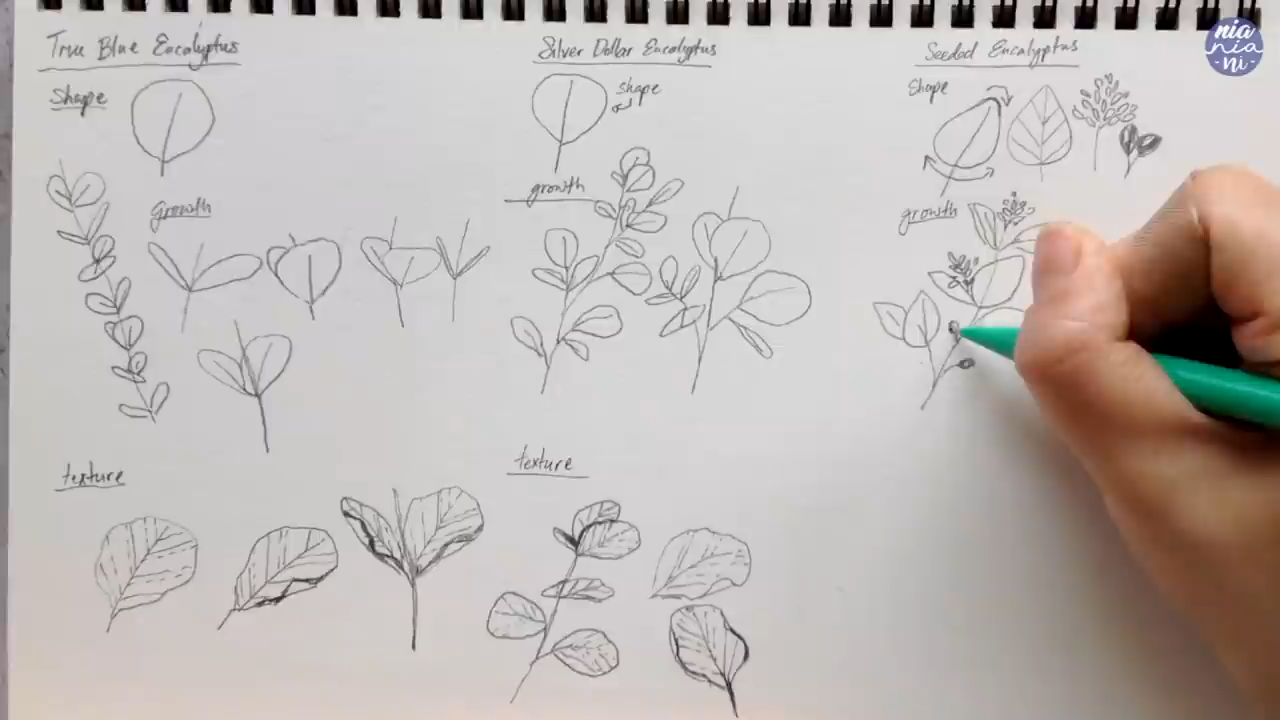 True Blue Eucalyptus
Shape
Growth
texture
Silver Dollar Eucalyptus
shape
growth
texture
Seeded Eucalyptus
Shape
growth
nia
nia
-ni-